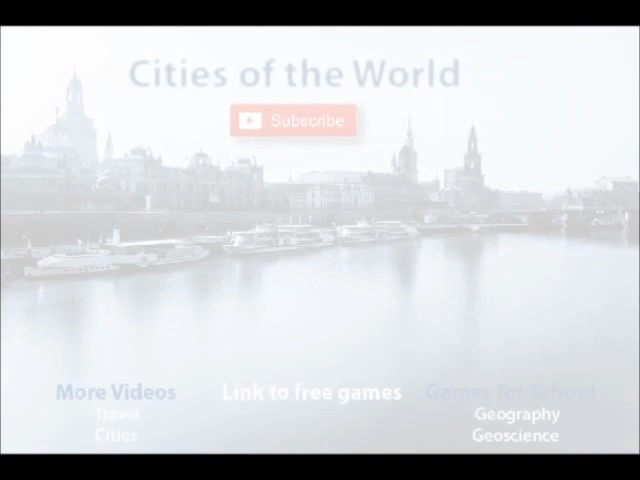 Cities of the World
Subscribe
More Videos
Link to free games
Games for School
Travel
Geography
Cities
Geoscience